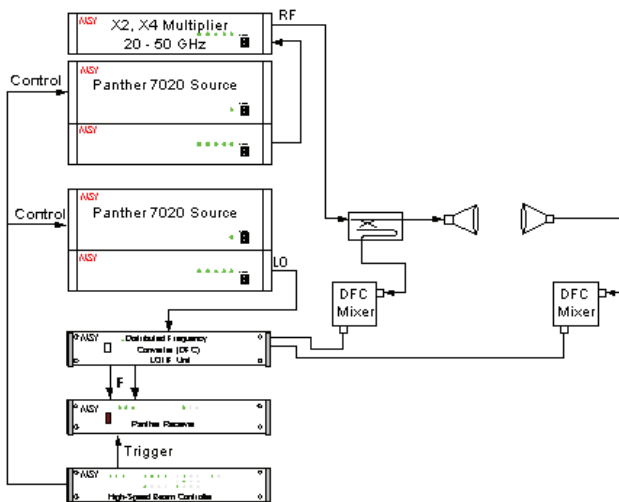 NSI
X2, X4 Multiplier
20 - 50 GHz
RF
NSI
Control
Panther 7020 Source
NSI
NSI
Control
Panther 7020 Source
NSI
LO
DFC
Mixer
DFC
Mixer
NSI
Distributed Frequency
Converter (DFC)
LO/IF Unit
F
NSI
Panther Receiver
Trigger
NSI
High-Speed Beam Controller